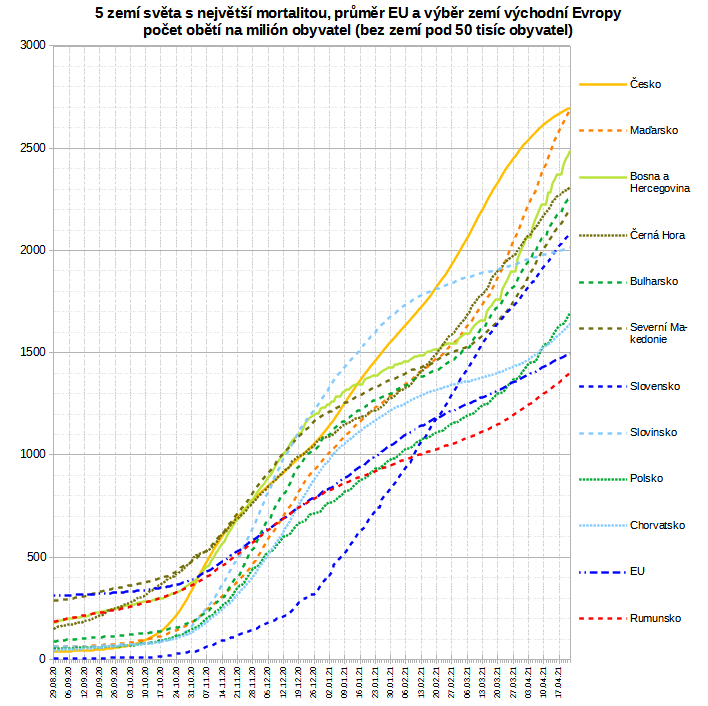 5 zemí světa s největší mortalitou, průměr EU a výběr zemí východní Evropy
počet obětí na milión obyvatel (bez zemí pod 50 tisíc obyvatel)
3000
2500
2000
1500
1000
500
0
Česko
Maďarsko
Bosna a
Hercegovina
Černá Hora
Bulharsko
Severní Ma-
kedonie
Slovensko
Slovinsko
Polsko
Chorvatsko
EU
Rumunsko
29.08.20
06.09.20
12.09.20
19.09.20
26.09.20
03.10.20
10.10.20
17.10.20
24.10.20
31.10.20
07.11.20
14.11.20
21.11.20
28.11.20
05.12.20
12.12.20
19.12.20
26.12.20
02.01.21
09.01.21
16.01.21
23.01.21
30.01.21
06.02.21
13.02.21
20.02.21
27.02.21
06.03.21
13.03.21
20.03.21
27.03.21
03.04.21
10.04.21
17.04.21